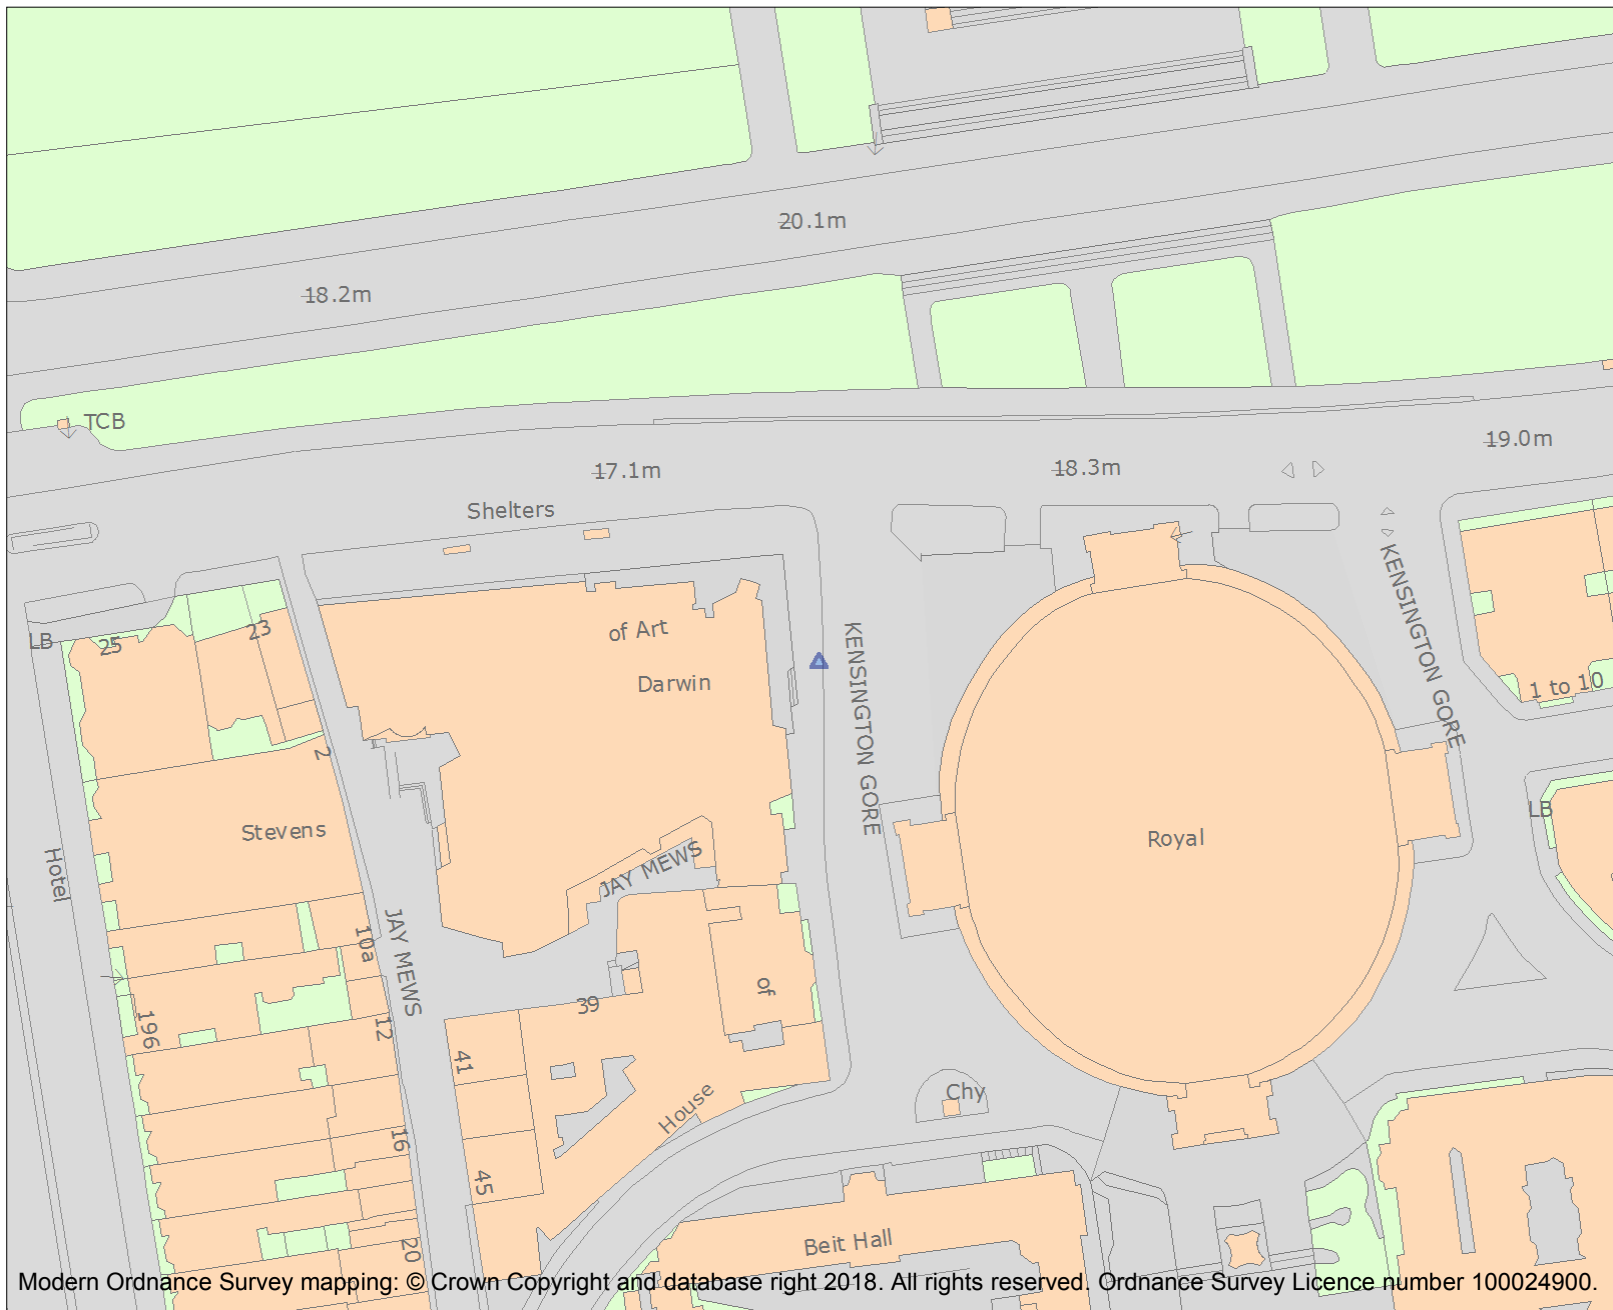 20.1m
18.2m
TCB
19.0m
17.1m
18.3m
Shelters
KENSINGTON GORE
LB
25
23
of Art
Darwin
KENSINGTON GORE
1 to 10
2
Stevens
Royal
LB
Hotel
JAY MEWS
JAY MEWS
10a
of
39
196
12
41
Chy
House
16
45
Beit Hall
20
Modern Ordnance Survey mapping: © Crown Copyright and database right 2018. All rights reserved. Ordnance Survey Licence number 100024900.